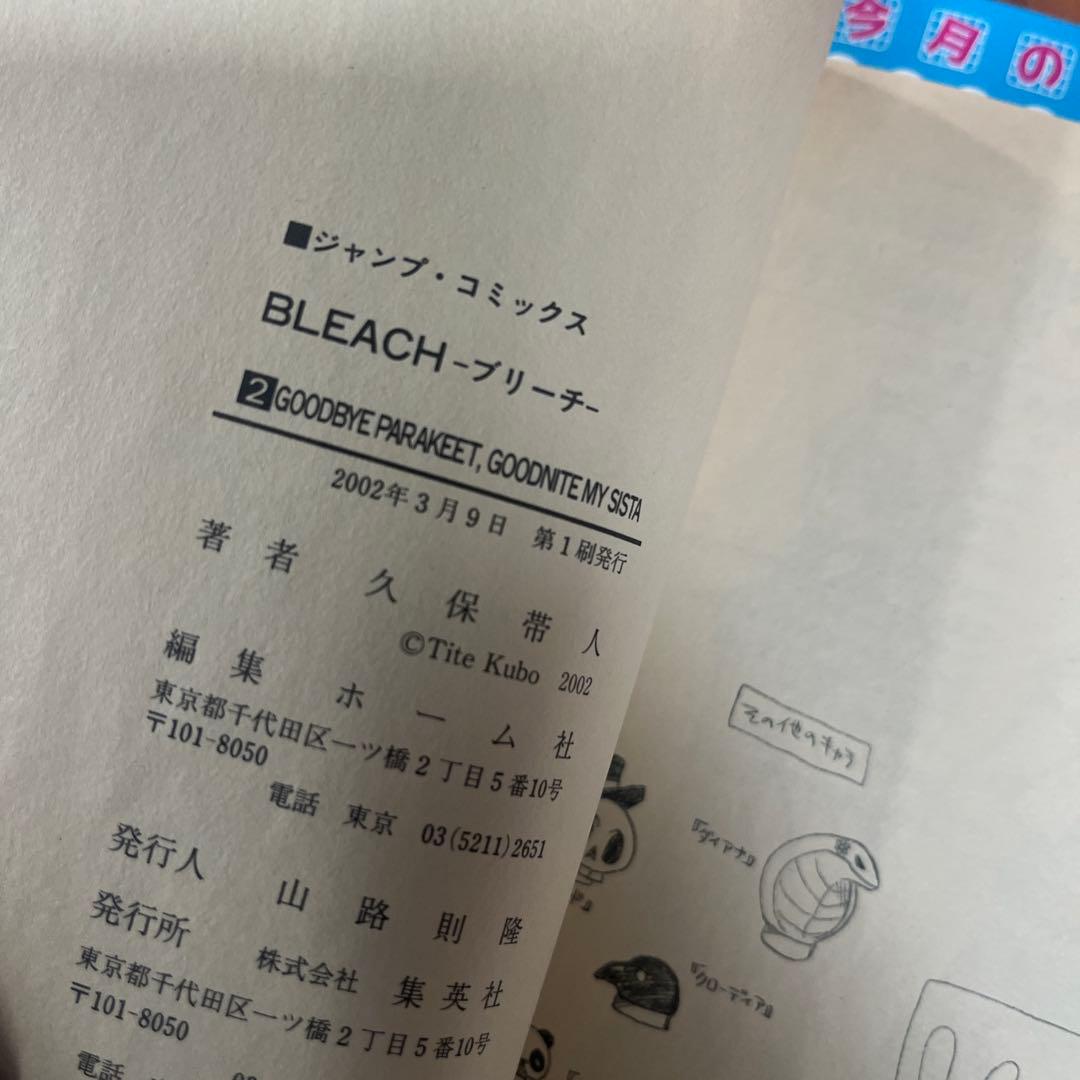 ■ジャンプ・コミックス
BLEACH-ブリーチ-
2 GOODBYE PARAKEET, GOODNITE MY SISTA
2002年3月9日 第1刷発行
著者 久保帯人
©Tite Kubo 2002
編集 ホーム社
東京都千代田区一ツ橋2丁目5番10号
〒101-8050
電話 東京 03(5211)2651
発行人 山路則隆
発行所 株式会社 集英社
東京都千代田区一ツ橋2丁目5番10号
〒101-8050
電話
今月の
その他のキャラ
『ダイアナ』
『クローディア』